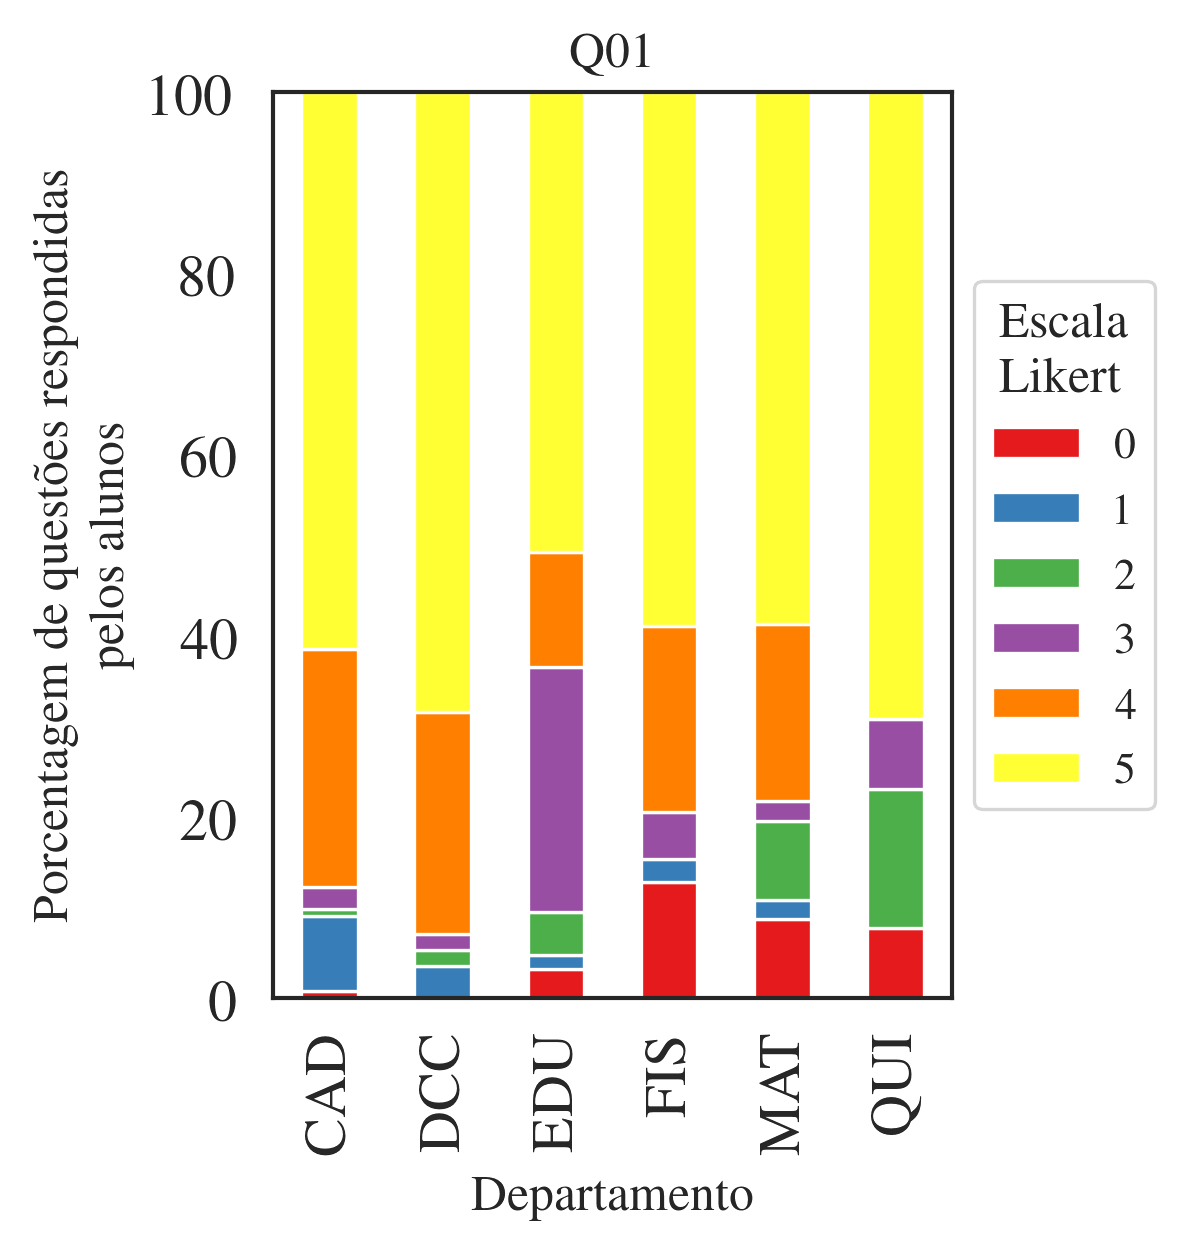 Q01
Porcentagem de questões respondidas
pelos alunos
100
80
60
40
20
0
CAD
DCC
EDU
FIS
MAT
QUI
Departamento
Escala
Likert
0
1
2
3
4
5